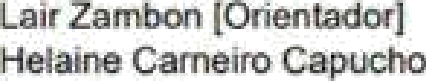 Lair Zambon [Orientador]
Helaine Carneiro Capucho